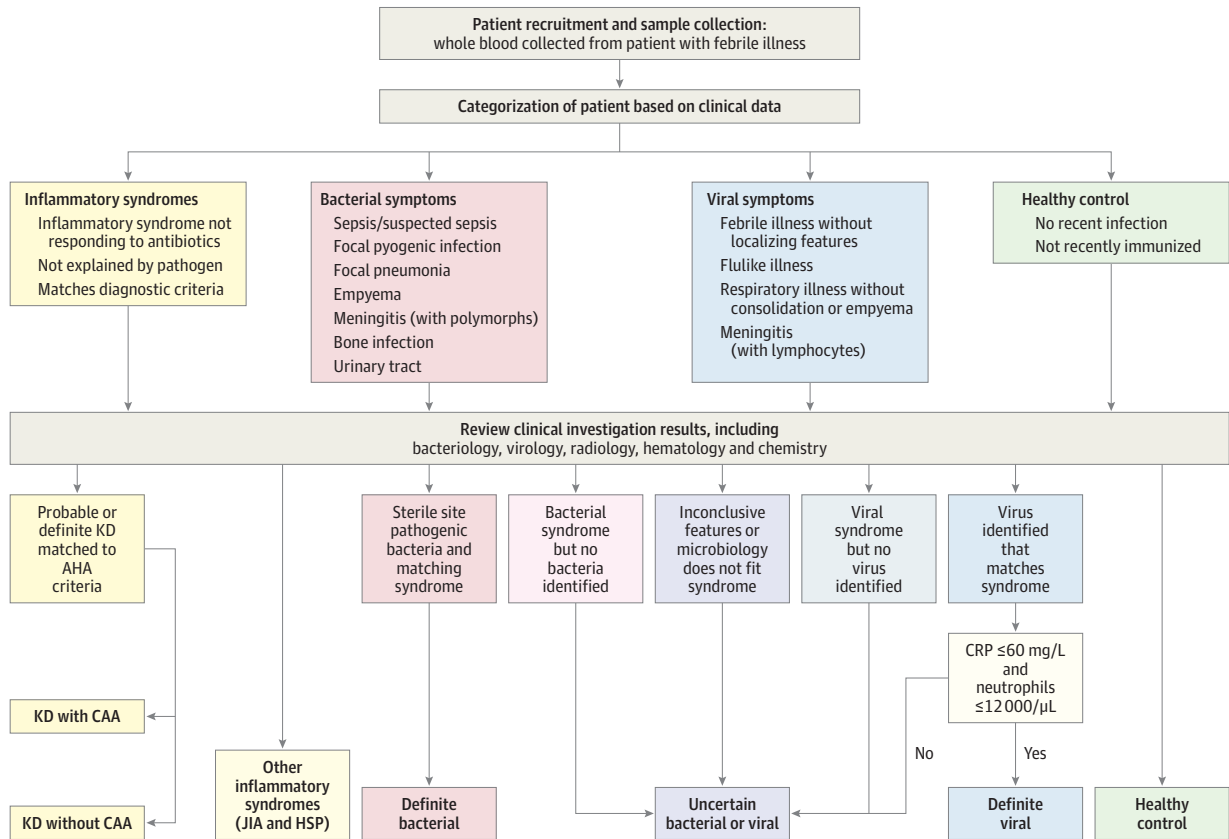 Patient recruitment and sample collection:
whole blood collected from patient with febrile illness
Categorization of patient based on clinical data
Inflammatory syndromes
Inflammatory syndrome not
responding to antibiotics
Not explained by pathogen
Matches diagnostic criteria
Bacterial symptoms
Sepsis/suspected sepsis
Focal pyogenic infection
Focal pneumonia
Empyema
Meningitis (with polymorphs)
Bone infection
Urinary tract
Viral symptoms
Febrile illness without
localizing features
Flulike illness
Respiratory illness without
consolidation or empyema
Meningitis
(with lymphocytes)
Healthy control
No recent infection
Not recently immunized
Review clinical investigation results, including
bacteriology, virology, radiology, hematology and chemistry
Probable or
definite KD
matched to
AHA
criteria
Sterile site
pathogenic
bacteria and
matching
syndrome
Bacterial
syndrome
but no
bacteria
identified
Inconclusive
features or
microbiology
does not fit
syndrome
Viral
syndrome
but no
virus
identified
Virus
identified
that
matches
syndrome
CRP ≤60 mg/L
and
neutrophils
≤12 000/μL
No
Yes
KD with CAA
KD without CAA
Other
inflammatory
syndromes
(JIA and HSP)
Definite
bacterial
Uncertain
bacterial or viral
Definite
viral
Healthy
control